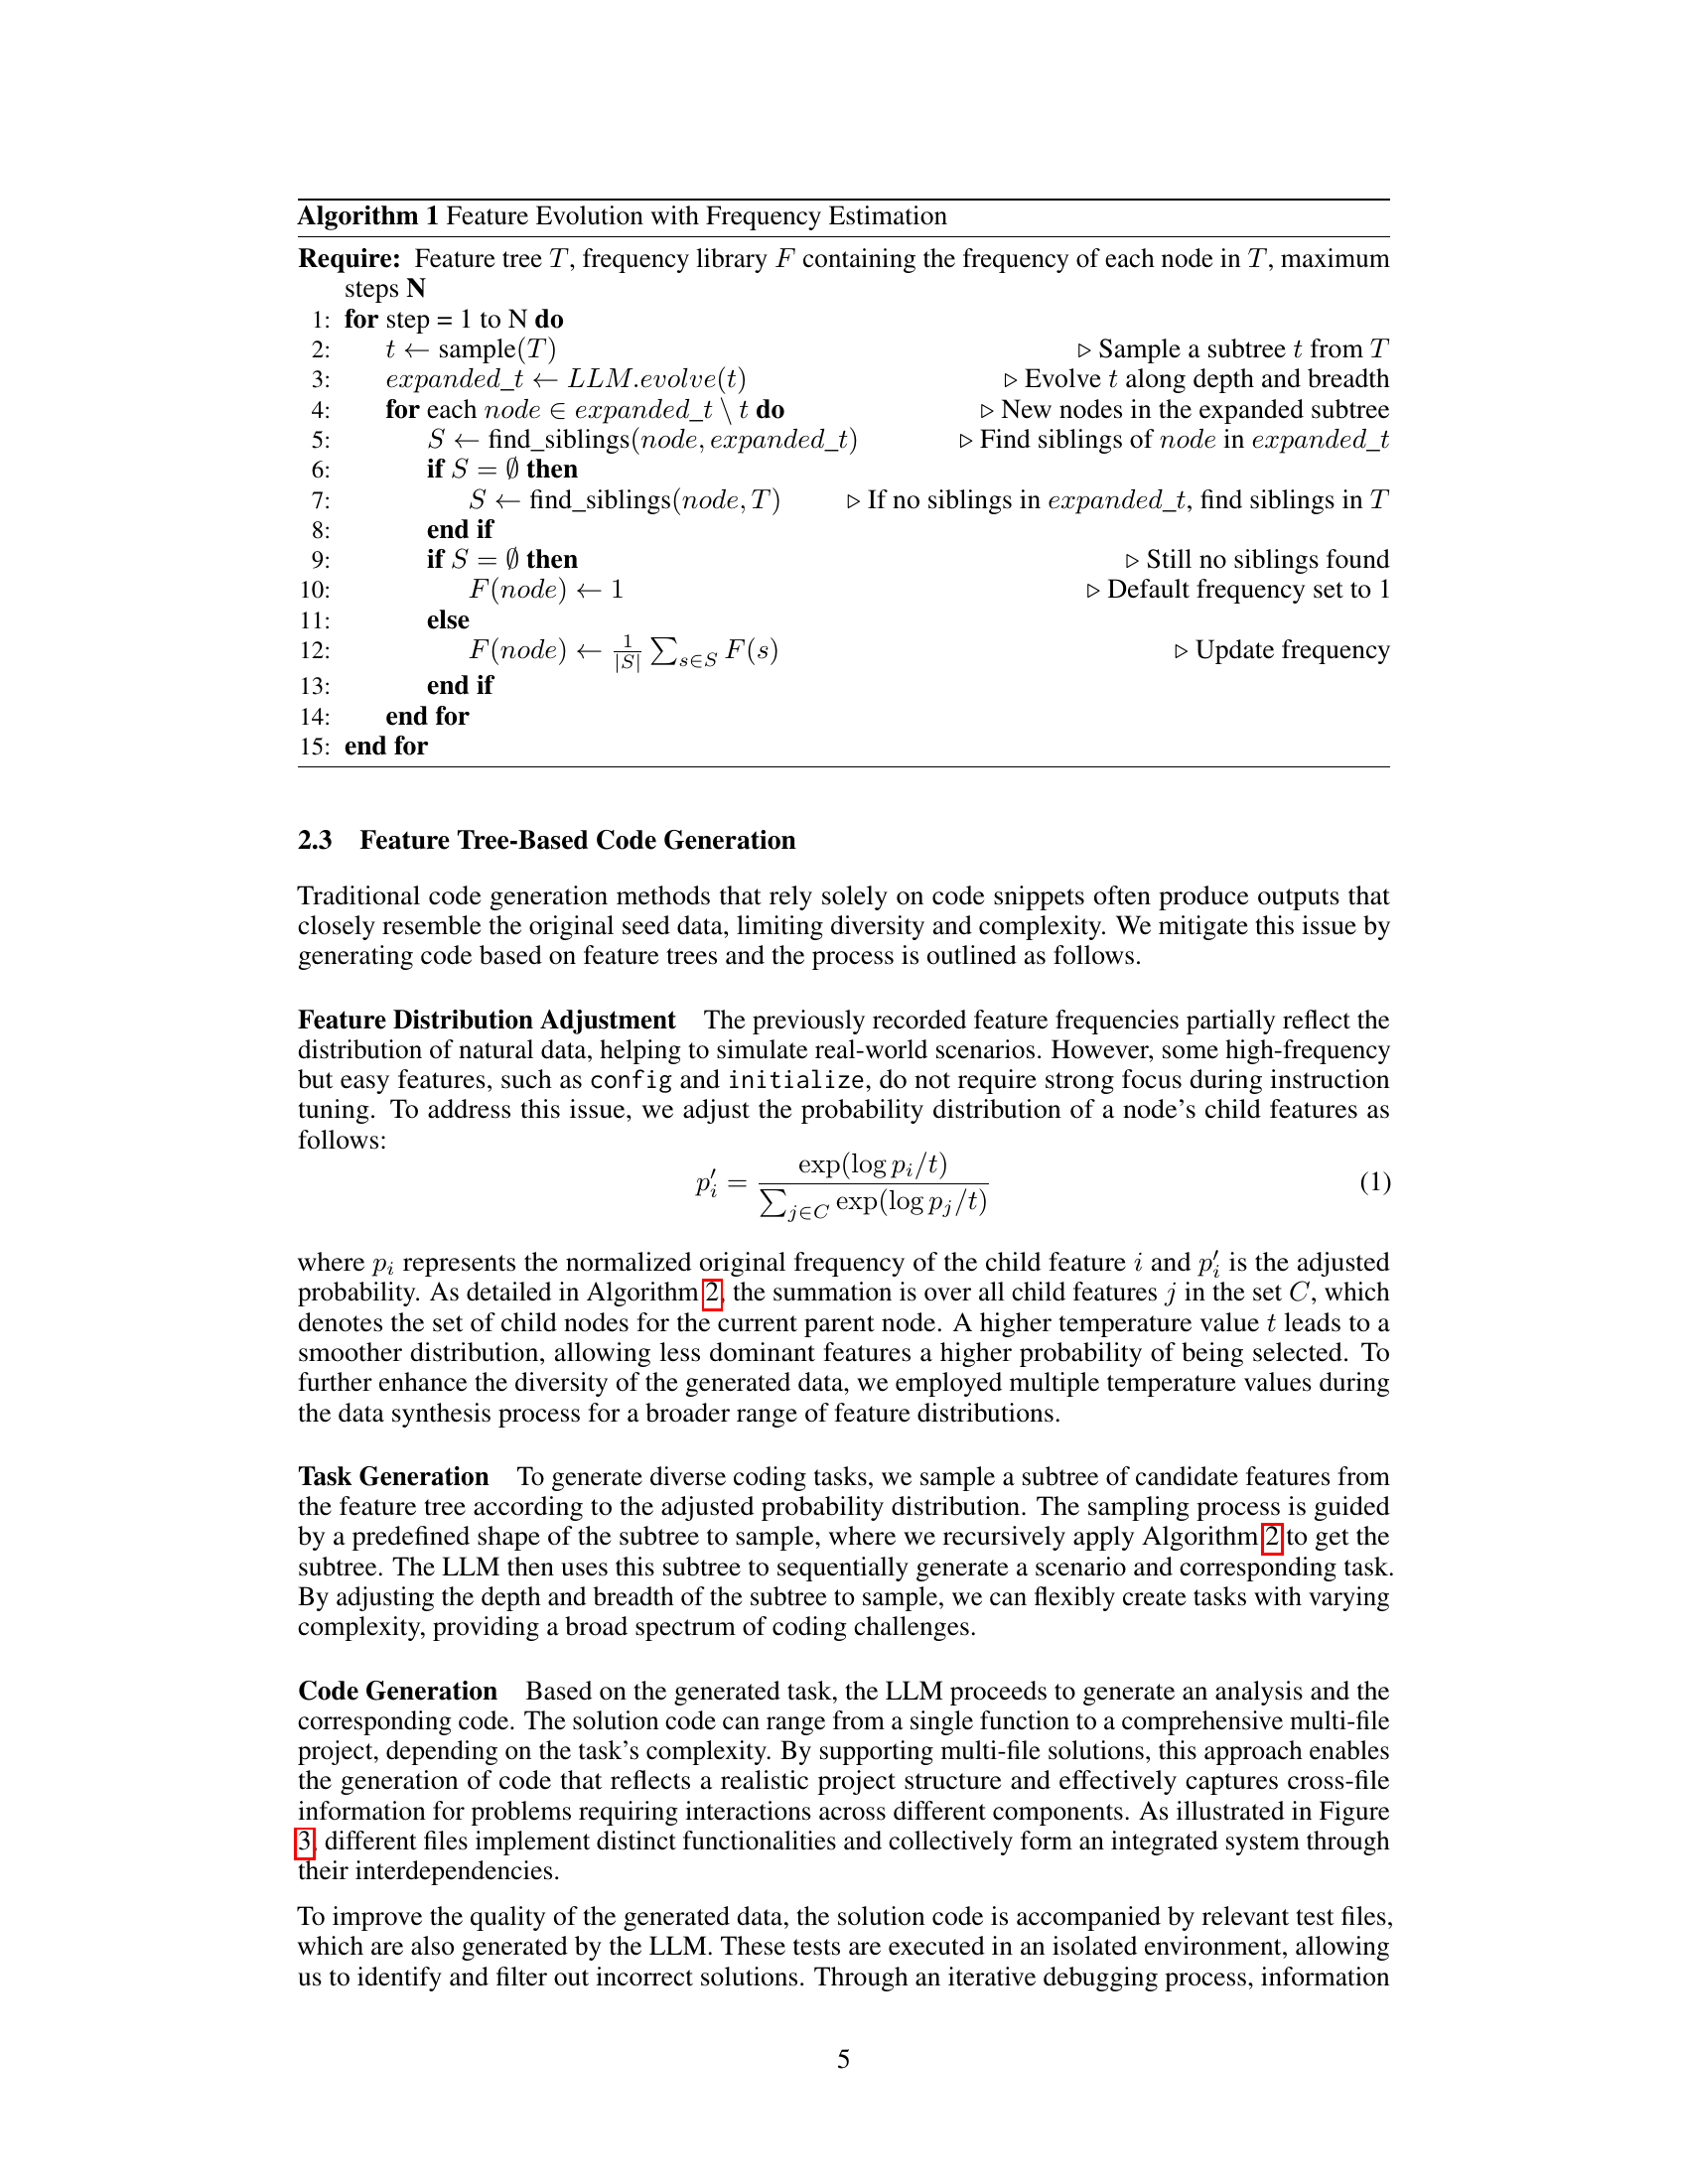 Algorithm 1 Feature Evolution with Frequency Estimation
Require: Feature tree T, frequency library F containing the frequency of each node in T, maximum
steps N
1: for step = 1 to N do
2: t ← sample(T) ▷ Sample a subtree t from T
3: expanded_t ← LLM.evolve(t) ▷ Evolve t along depth and breadth
4: for each node ∈ expanded_t \ t do ▷ New nodes in the expanded subtree
5: S ← find_siblings(node, expanded_t) ▷ Find siblings of node in expanded_t
6: if S = ∅ then
7: S ← find_siblings(node, T) ▷ If no siblings in expanded_t, find siblings in T
8: end if
9: if S = ∅ then ▷ Still no siblings found
10: F(node) ← 1 ▷ Default frequency set to 1
11: else
12: F(node) ← 1/|S| ∑_{s∈S} F(s) ▷ Update frequency
13: end if
14: end for
15: end for
2.3 Feature Tree-Based Code Generation
Traditional code generation methods that rely solely on code snippets often produce outputs that
closely resemble the original seed data, limiting diversity and complexity. We mitigate this issue by
generating code based on feature trees and the process is outlined as follows.
Feature Distribution Adjustment The previously recorded feature frequencies partially reflect the
distribution of natural data, helping to simulate real-world scenarios. However, some high-frequency
but easy features, such as config and initialize, do not require strong focus during instruction
tuning. To address this issue, we adjust the probability distribution of a node's child features as
follows:
p′_i = exp(log p_i/t) / ∑_{j∈C} exp(log p_j/t) (1)
where p_i represents the normalized original frequency of the child feature i and p′_i is the adjusted
probability. As detailed in Algorithm 2, the summation is over all child features j in the set C, which
denotes the set of child nodes for the current parent node. A higher temperature value t leads to a
smoother distribution, allowing less dominant features a higher probability of being selected. To
further enhance the diversity of the generated data, we employed multiple temperature values during
the data synthesis process for a broader range of feature distributions.
Task Generation To generate diverse coding tasks, we sample a subtree of candidate features from
the feature tree according to the adjusted probability distribution. The sampling process is guided
by a predefined shape of the subtree to sample, where we recursively apply Algorithm 2 to get the
subtree. The LLM then uses this subtree to sequentially generate a scenario and corresponding task.
By adjusting the depth and breadth of the subtree to sample, we can flexibly create tasks with varying
complexity, providing a broad spectrum of coding challenges.
Code Generation Based on the generated task, the LLM proceeds to generate an analysis and the
corresponding code. The solution code can range from a single function to a comprehensive multi-file
project, depending on the task's complexity. By supporting multi-file solutions, this approach enables
the generation of code that reflects a realistic project structure and effectively captures cross-file
information for problems requiring interactions across different components. As illustrated in Figure
3, different files implement distinct functionalities and collectively form an integrated system through
their interdependencies.
To improve the quality of the generated data, the solution code is accompanied by relevant test files,
which are also generated by the LLM. These tests are executed in an isolated environment, allowing
us to identify and filter out incorrect solutions. Through an iterative debugging process, information
5